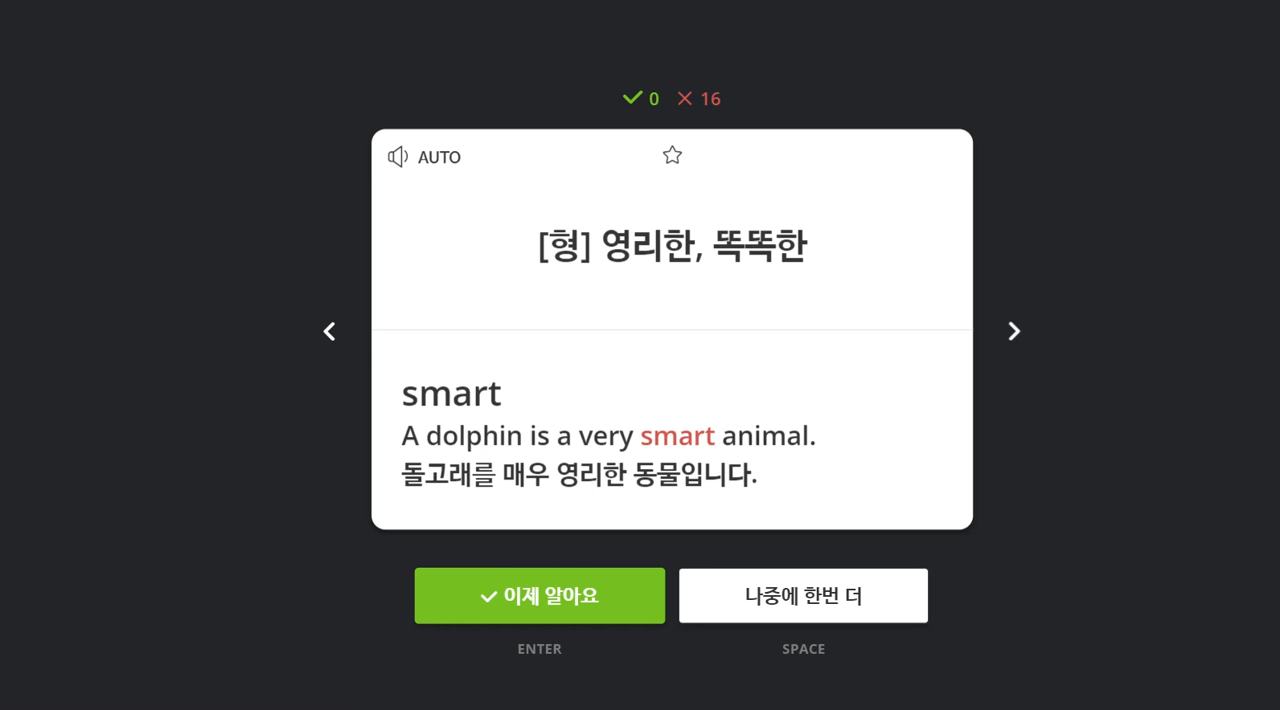 0 16
AUTO
[형] 영리한, 똑똑한
smart
A dolphin is a very smart animal.
돌고래를 매우 영리한 동물입니다.
이제 알아요 나중에 한번 더
ENTER SPACE